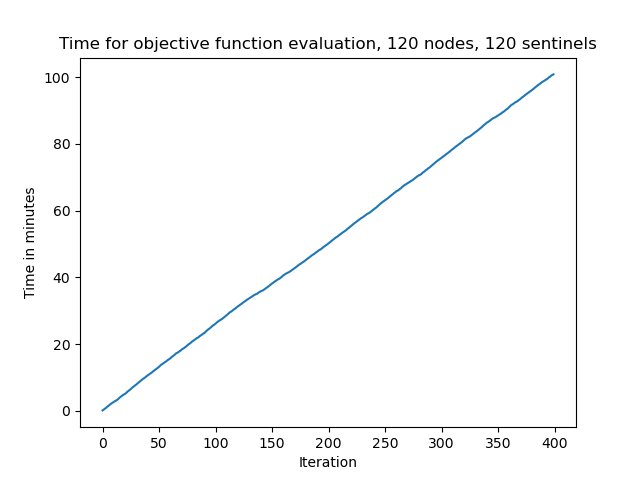 Time for objective function evaluation, 120 nodes, 120 sentinels
100
80
60
40
20
0
Time in minutes
0 50 100 150 200 250 300 350 400
Iteration